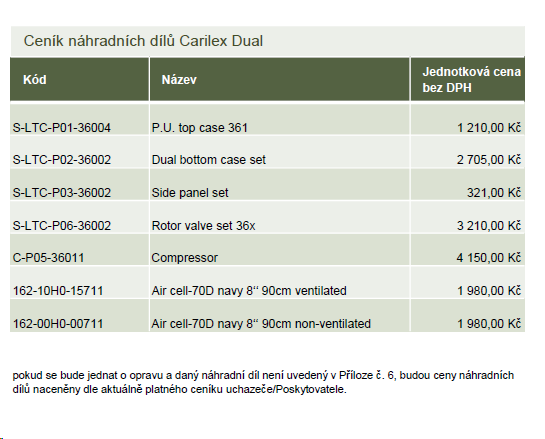 Ceník náhradních dílů Carilex Dual
Kód Název Jednotková cena bez DPH
S-LTC-P01-36004 P.U. top case 361 1 210,00 Kč
S-LTC-P02-36002 Dual bottom case set 2 705,00 Kč
S-LTC-P03-36002 Side panel set 321,00 Kč
S-LTC-P06-36002 Rotor valve set 36x 3 210,00 Kč
C-P05-36011 Compressor 4 150,00 Kč
162-10H0-15711 Air cell-70D navy 8‘‘ 90cm ventilated 1 980,00 Kč
162-00H0-00711 Air cell-70D navy 8‘‘ 90cm non-ventilated 1 980,00 Kč
pokud se bude jednat o opravu a daný náhradní díl není uvedený v Příloze č. 6, budou ceny náhradních
dílů naceněny dle aktuálně platného ceníku uchazeče/Poskytovatele.